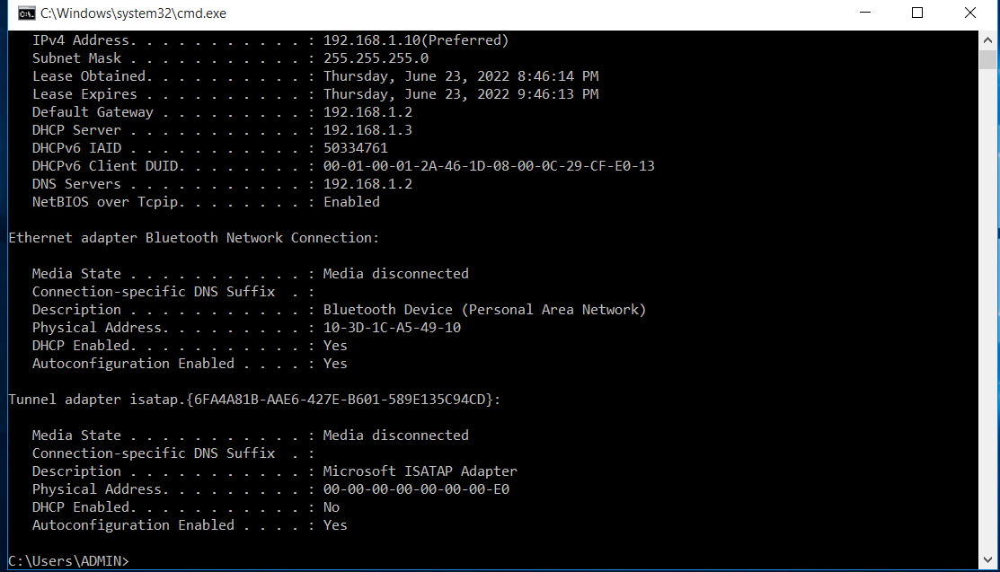 C:\Windows\system32\cmd.exe
IPv4 Address. . . . . . . . . . . : 192.168.1.10(Preferred)
Subnet Mask . . . . . . . . . . . : 255.255.255.0
Lease Obtained. . . . . . . . . . : Thursday, June 23, 2022 8:46:14 PM
Lease Expires . . . . . . . . . . : Thursday, June 23, 2022 9:46:13 PM
Default Gateway . . . . . . . . . : 192.168.1.2
DHCP Server . . . . . . . . . . . : 192.168.1.3
DHCPv6 IAID . . . . . . . . . . . : 50334761
DHCPv6 Client DUID. . . . . . . . : 00-01-00-01-2A-46-1D-08-00-0C-29-CF-E0-13
DNS Servers . . . . . . . . . . . : 192.168.1.2
NetBIOS over Tcpip. . . . . . . . : Enabled
Ethernet adapter Bluetooth Network Connection:
Media State . . . . . . . . . . . : Media disconnected
Connection-specific DNS Suffix  . :
Description . . . . . . . . . . . : Bluetooth Device (Personal Area Network)
Physical Address. . . . . . . . . : 10-3D-1C-A5-49-10
DHCP Enabled. . . . . . . . . . . : Yes
Autoconfiguration Enabled . . . . : Yes
Tunnel adapter isatap.{6FA4A81B-AAE6-427E-B601-589E135C94CD}:
Media State . . . . . . . . . . . : Media disconnected
Connection-specific DNS Suffix  . :
Description . . . . . . . . . . . : Microsoft ISATAP Adapter
Physical Address. . . . . . . . . : 00-00-00-00-00-00-00-E0
DHCP Enabled. . . . . . . . . . . : No
Autoconfiguration Enabled . . . . : Yes
C:\Users\ADMIN>